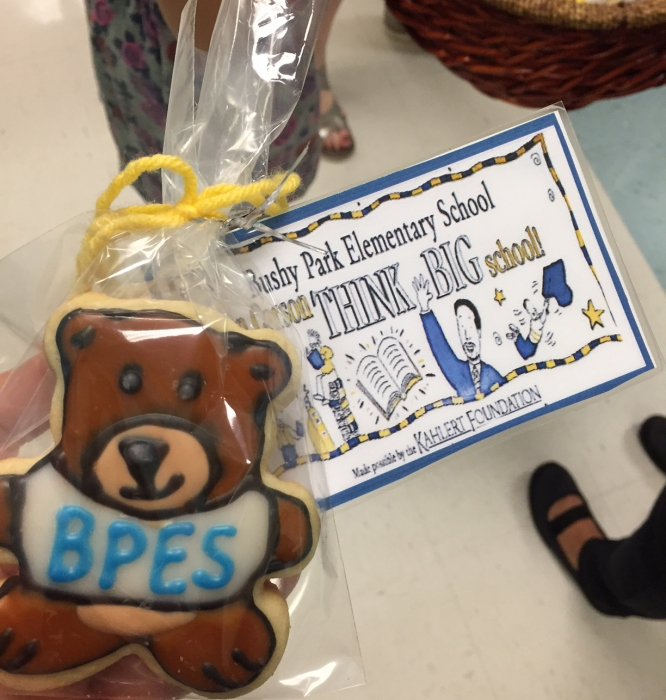 Bushy Park Elementary School
Carson THINK BIG school!
Made possible by the KAHLERT FOUNDATION
BPES